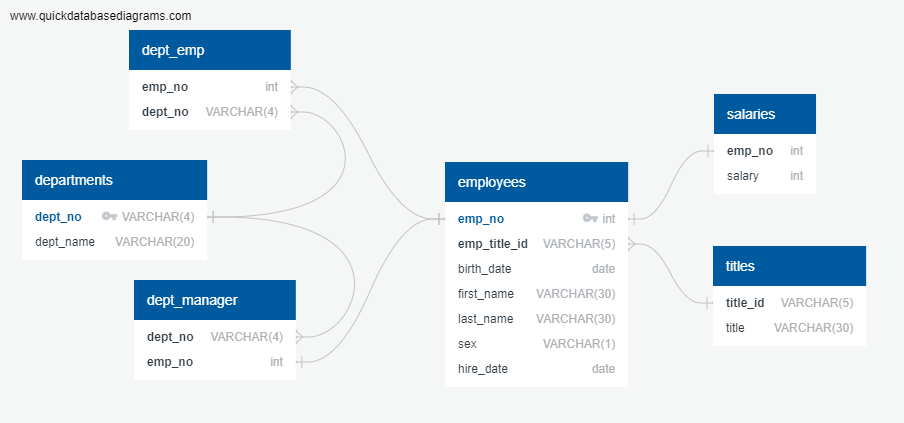 www.quickdatabasediagrams.com
dept_emp
emp_no int
dept_no VARCHAR(4)
departments
dept_no VARCHAR(4)
dept_name VARCHAR(20)
dept_manager
dept_no VARCHAR(4)
emp_no int
employees
emp_no int
emp_title_id VARCHAR(5)
birth_date date
first_name VARCHAR(30)
last_name VARCHAR(30)
sex VARCHAR(1)
hire_date date
salaries
emp_no int
salary int
titles
title_id VARCHAR(5)
title VARCHAR(30)